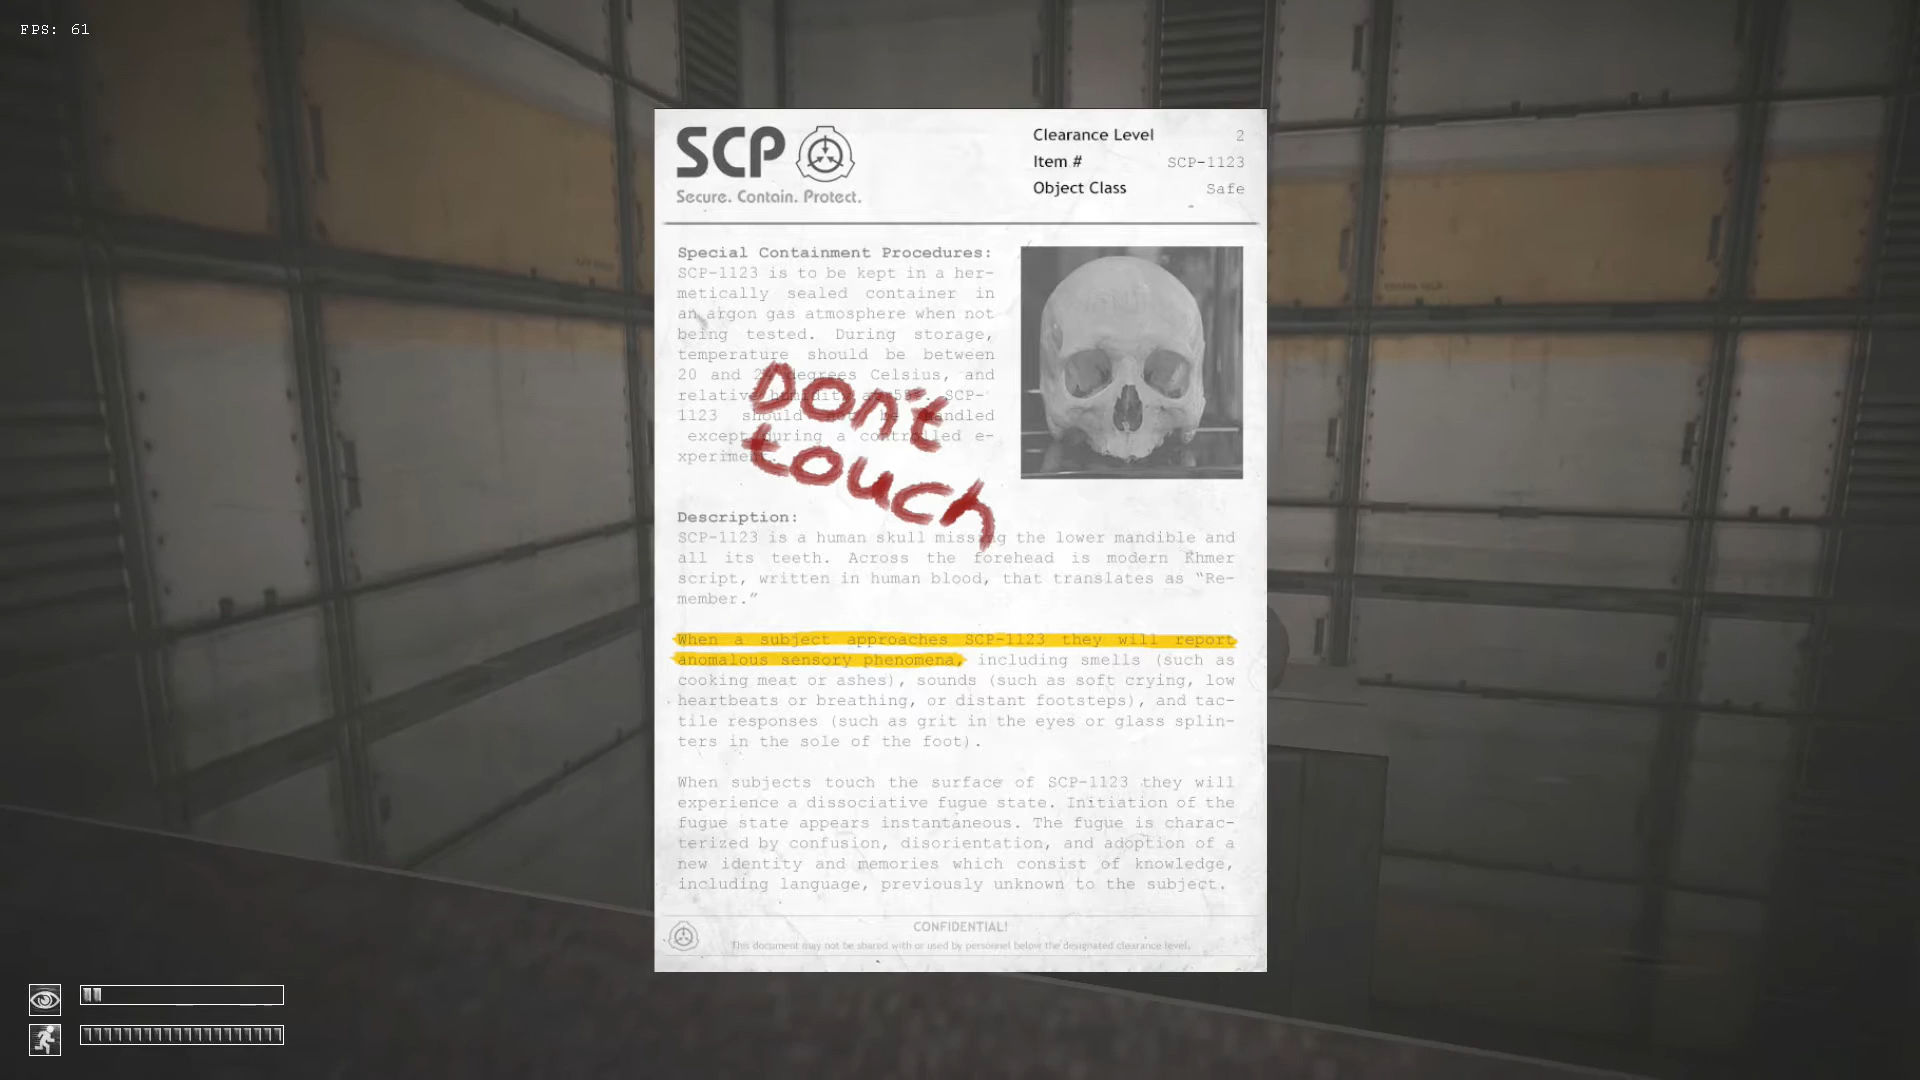 FPS: 61
SCP
Secure. Contain. Protect.
Clearance Level 2
Item # SCP-1123
Object Class Safe
Special Containment Procedures:
SCP-1123 is to be kept in a her-
metically sealed container in
an argon gas atmosphere when not
being tested. During storage,
temperature should be between
20 and degrees Celsius, and
relative humidity at SCP-
1123 should not be handled
except during a controlled e-
xperiment.
Don't
touch
Description:
SCP-1123 is a human skull missing the lower mandible and
all its teeth. Across the forehead is modern Khmer
script, written in human blood, that translates as “Re-
member.”
When a subject approaches SCP-1123 they will report
anomalous sensory phenomena, including smells (such as
cooking meat or ashes), sounds (such as soft crying, low
heartbeats or breathing, or distant footsteps), and tac-
tile responses (such as grit in the eyes or glass splin-
ters in the sole of the foot).
When subjects touch the surface of SCP-1123 they will
experience a dissociative fugue state. Initiation of the
fugue state appears instantaneous. The fugue is charac-
terized by confusion, disorientation, and adoption of a
new identity and memories which consist of knowledge,
including language, previously unknown to the subject.
CONFIDENTIAL!
This document may not be shared with or used by personnel below the designated clearance level.